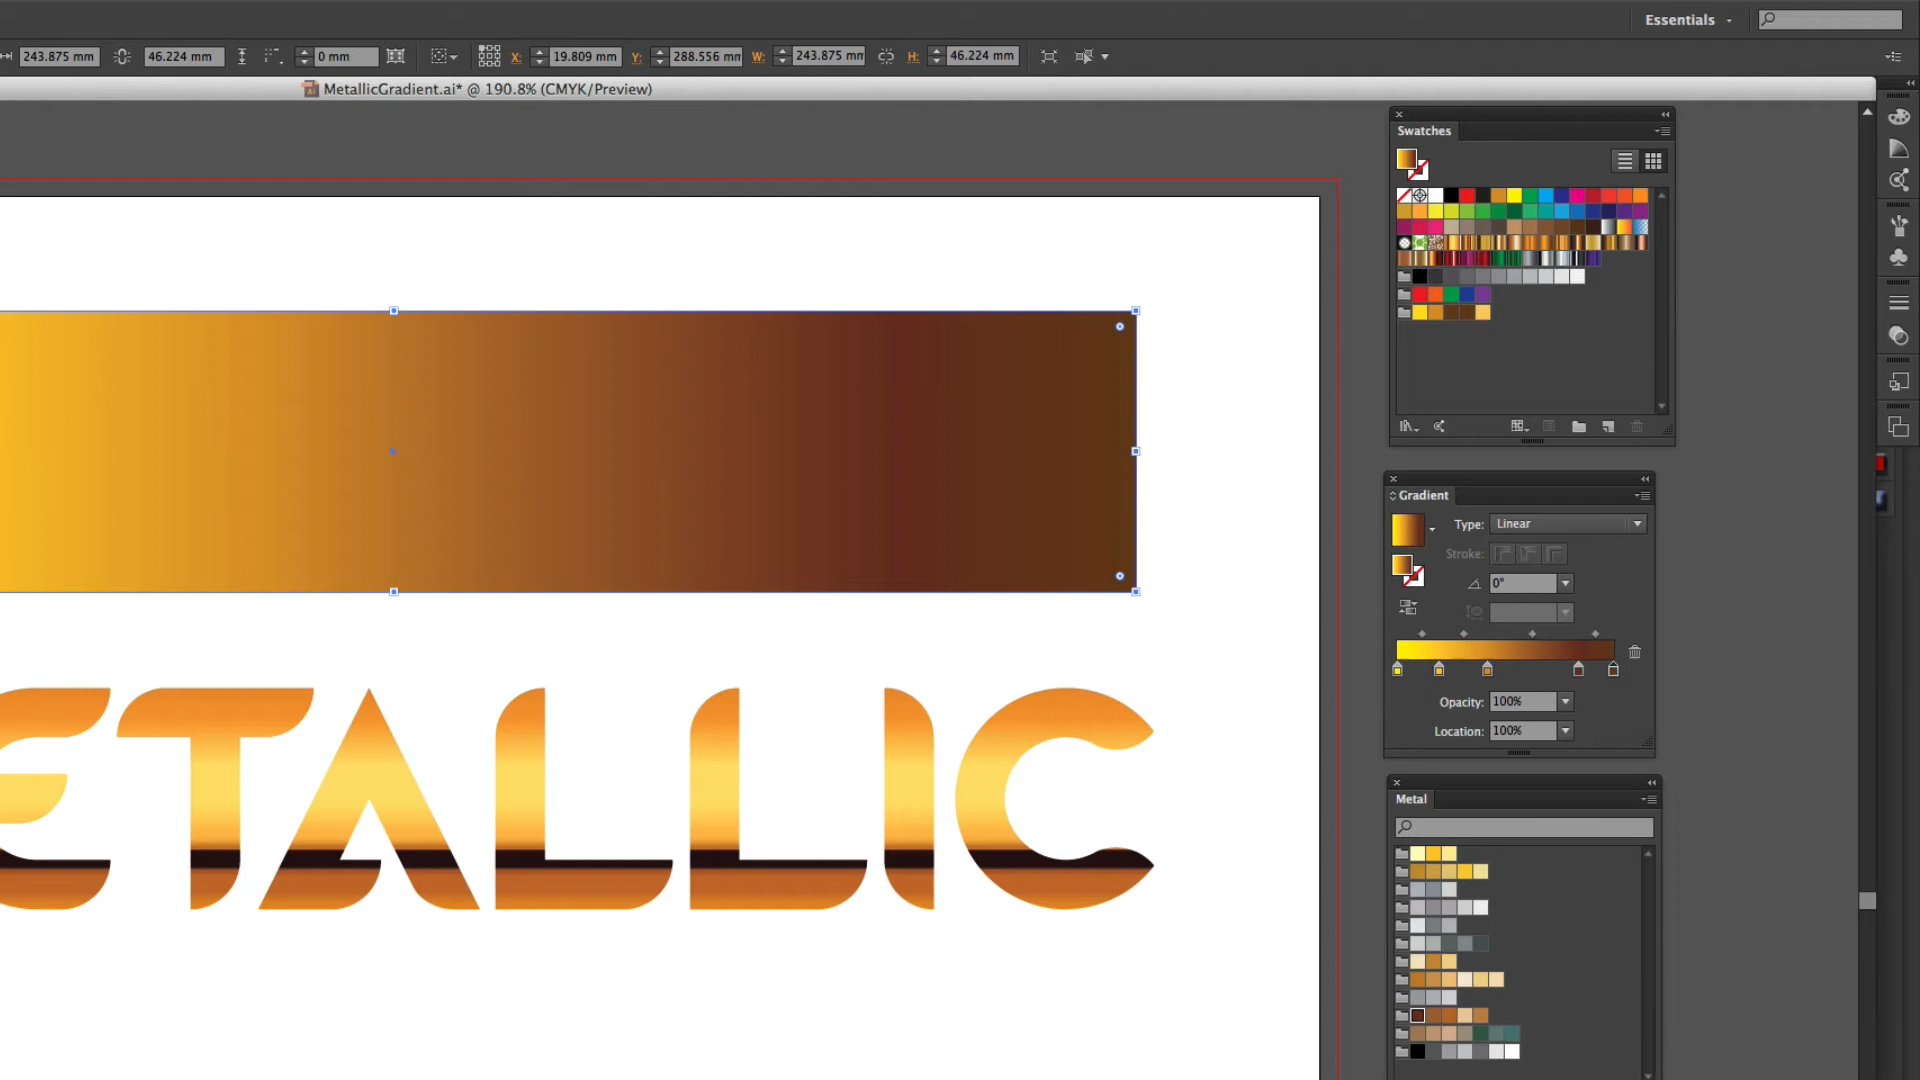 Essentials
243.875 mm 46.224 mm 0 mm X: 19.809 mm Y: 288.556 mm W: 243.875 mm H: 46.224 mm
MetallicGradient.ai* @ 190.8% (CMYK/Preview)
Swatches
Gradient
Type: Linear
Stroke:
0°
Opacity: 100%
Location: 100%
Metal
ETALLIC